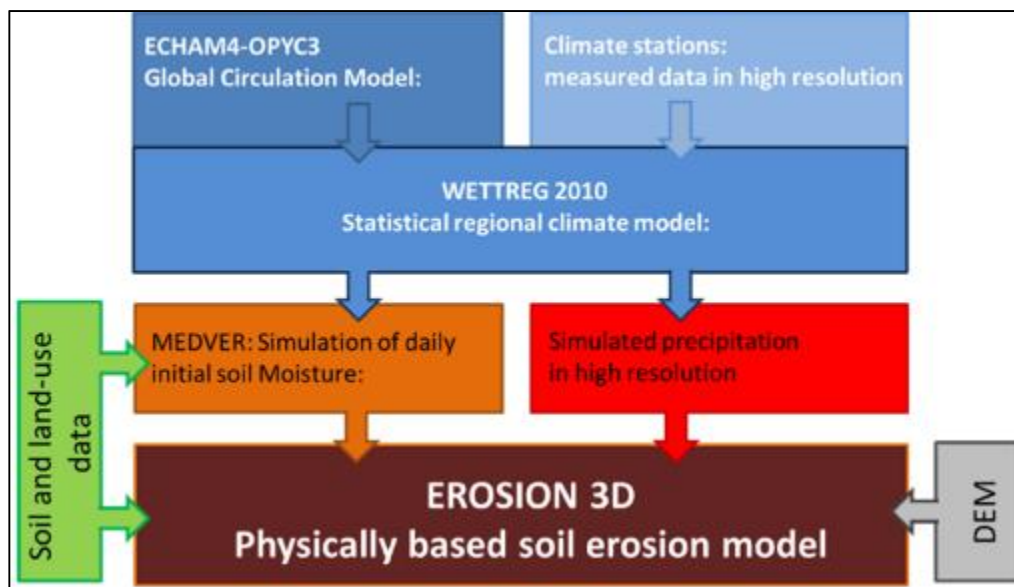 ECHAM4-OPYC3
Global Circulation Model:
Climate stations:
measured data in high resolution
WETTREG 2010
Statistical regional climate model:
Soil and land-use
data
MEDVER: Simulation of daily
initial soil Moisture:
Simulated precipitation
in high resolution
EROSION 3D
Physically based soil erosion model
DEM